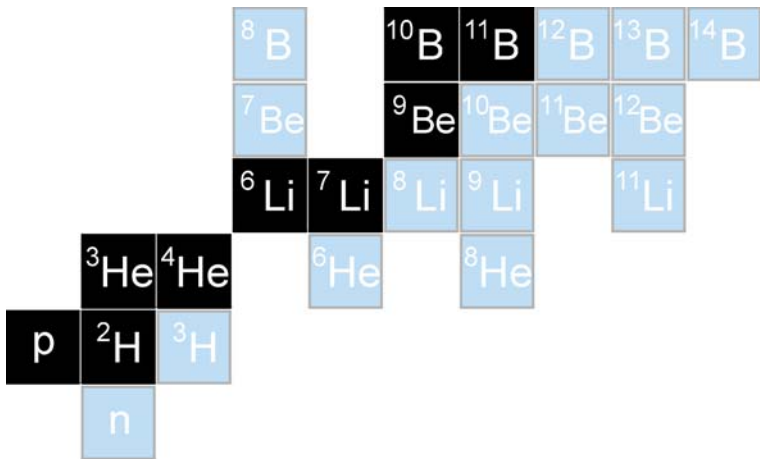 ⁸B ¹⁰B ¹¹B ¹²B ¹³B ¹⁴B
⁷Be ⁹Be ¹⁰Be ¹¹Be ¹²Be
⁶Li ⁷Li ⁸Li ⁹Li ¹¹Li
³He ⁴He ⁶He ⁸He
p ²H ³H
n